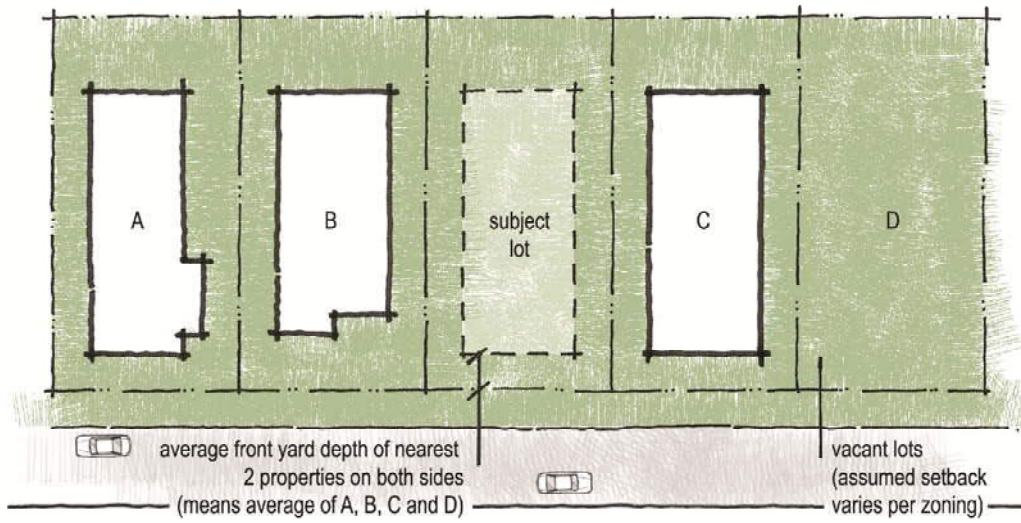 A
B
subject
lot
C
D
average front yard depth of nearest
2 properties on both sides
(means average of A, B, C and D)
vacant lots
(assumed setback
varies per zoning)